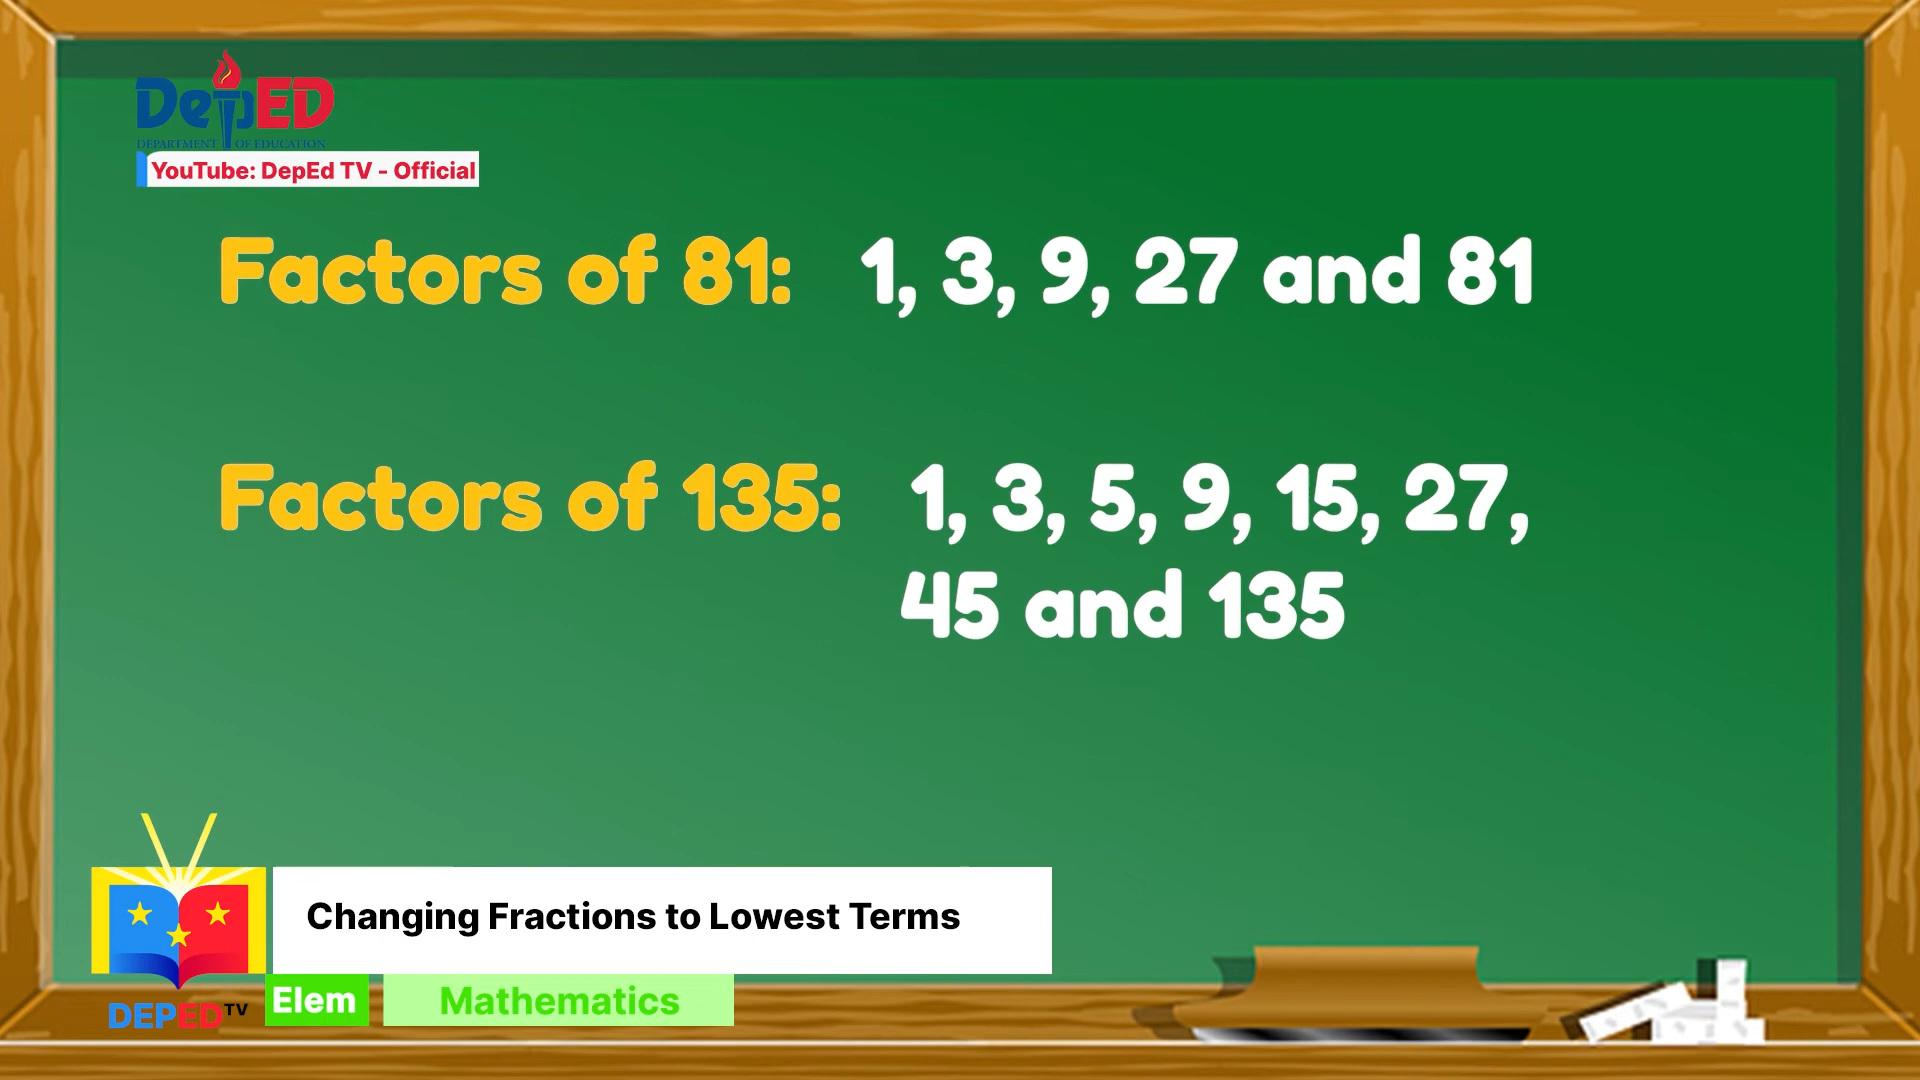 DepED
DEPARTMENT OF EDUCATION
YouTube: DepEd TV - Official
Factors of 81: 1, 3, 9, 27 and 81
Factors of 135: 1, 3, 5, 9, 15, 27,
45 and 135
Changing Fractions to Lowest Terms
DEPED TV
Elem
Mathematics